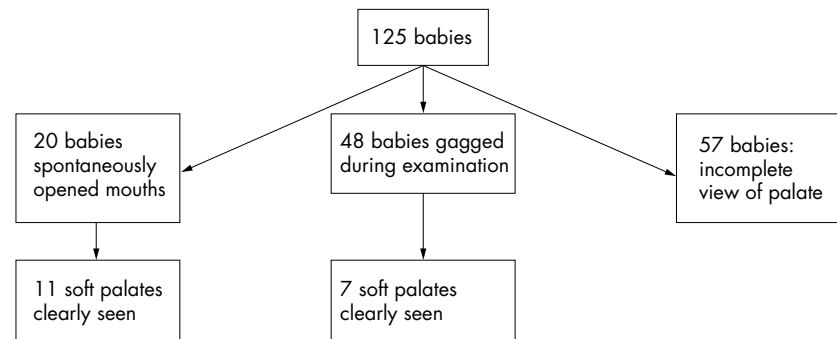 125 babies
20 babies
spontaneously
opened mouths
48 babies gagged
during examination
57 babies:
incomplete
view of palate
11 soft palates
clearly seen
7 soft palates
clearly seen